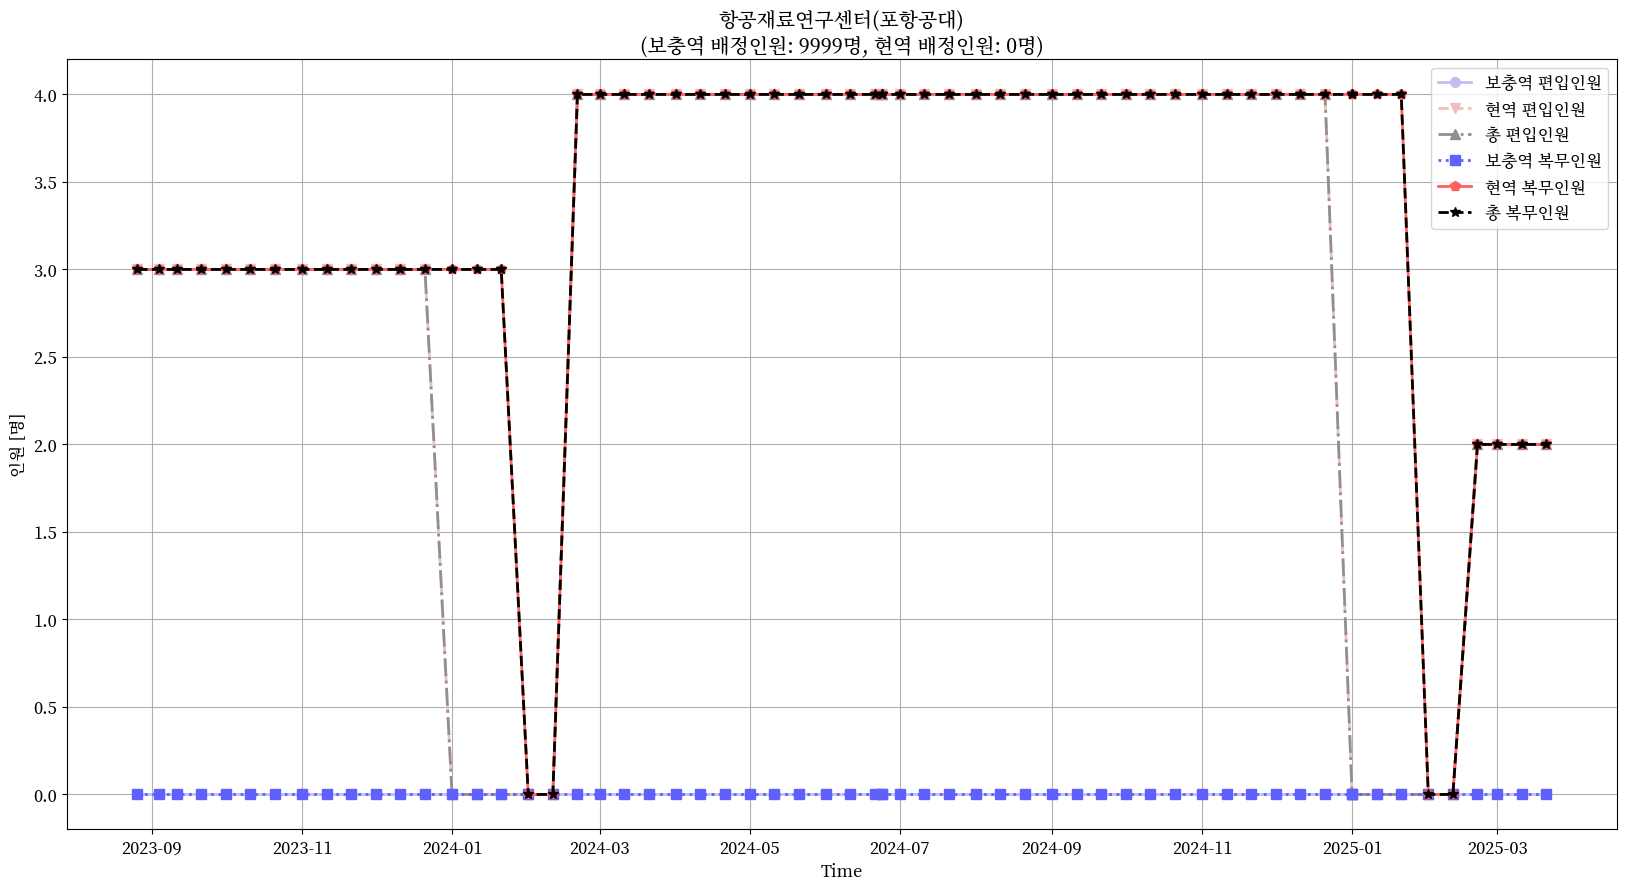 항공재료연구센터(포항공대)
(보충역 배정인원: 9999명, 현역 배정인원: 0명)
보충역 편입인원
현역 편입인원
총 편입인원
보충역 복무인원
현역 복무인원
총 복무인원
인원 [명]
4.0
3.5
3.0
2.5
2.0
1.5
1.0
0.5
0.0
2023-09 2023-11 2024-01 2024-03 2024-05 2024-07 2024-09 2024-11 2025-01 2025-03
Time